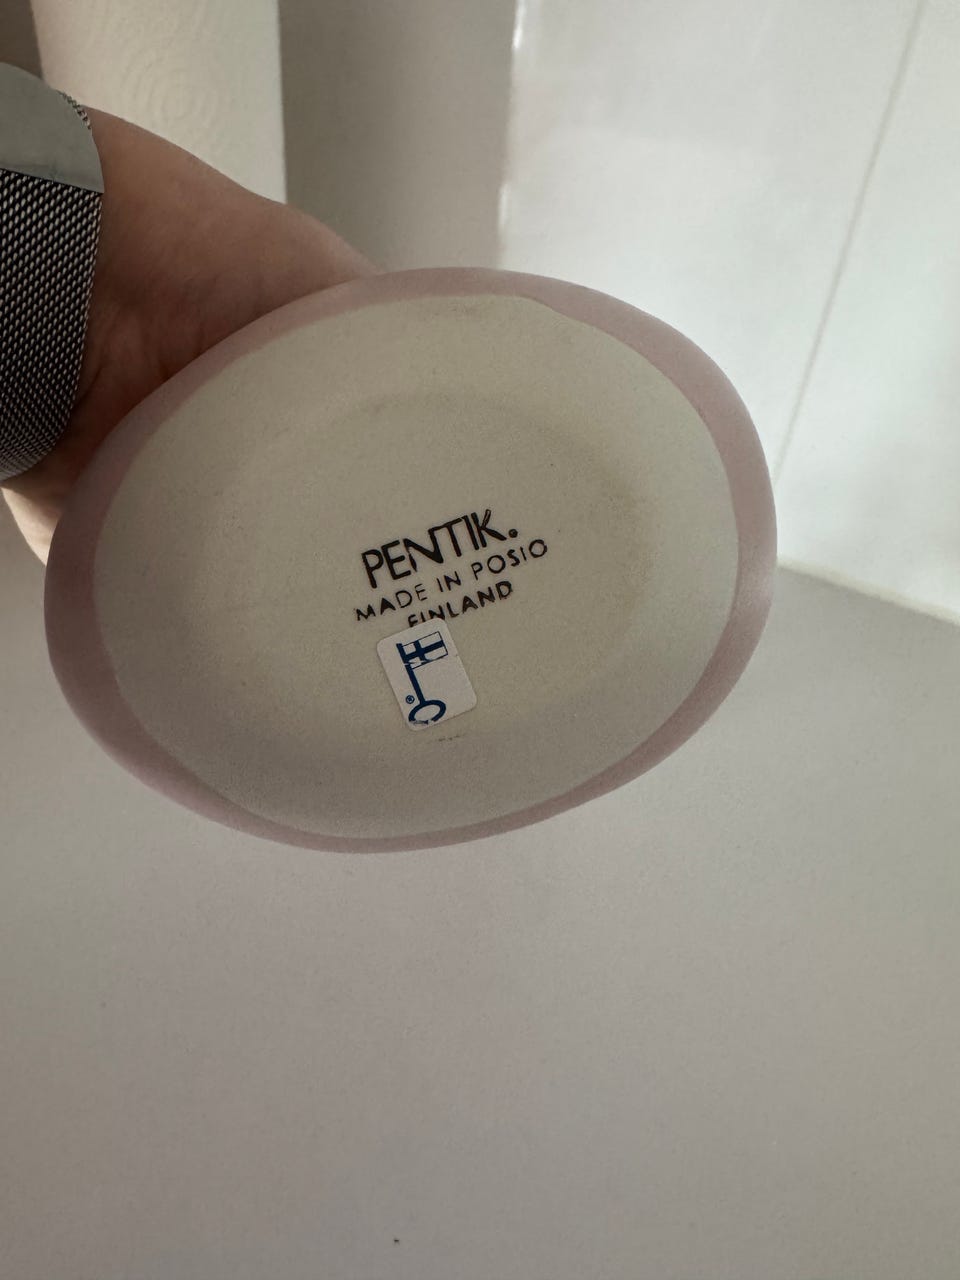 PENTIK.
MADE IN POSIO
FINLAND
®